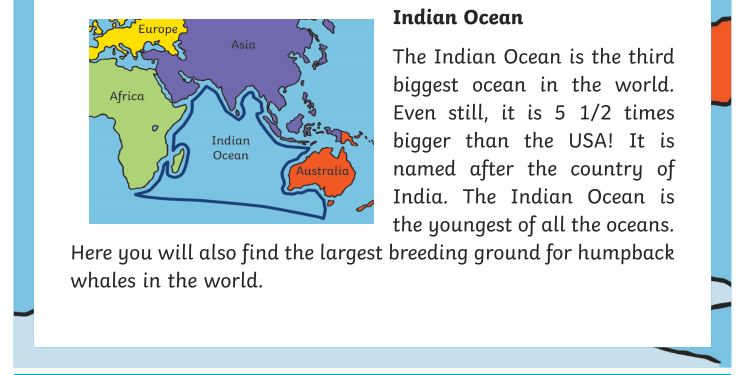 Indian Ocean
Europe
Asia
Africa
Indian
Ocean
Australia
The Indian Ocean is the third
biggest ocean in the world.
Even still, it is 5 1/2 times
bigger than the USA! It is
named after the country of
India. The Indian Ocean is
the youngest of all the oceans.
Here you will also find the largest breeding ground for humpback
whales in the world.